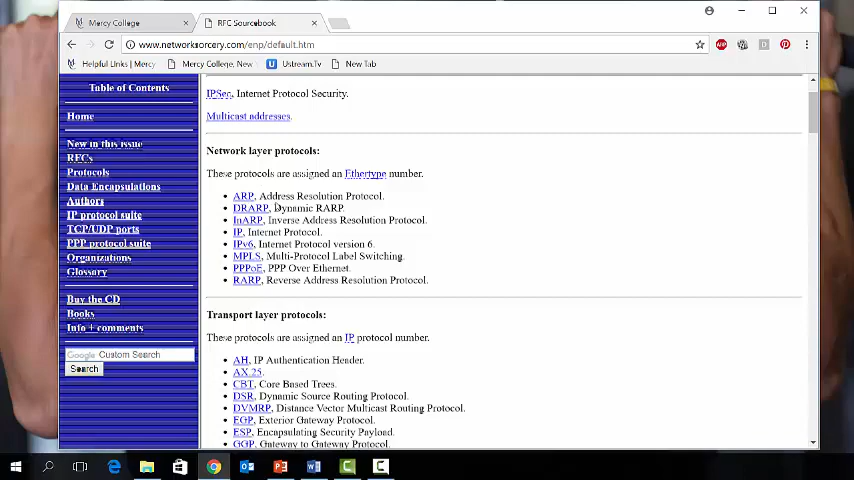 Mercy College
RFC Sourcebook
www.networksorcery.com/enp/default.htm
Helpful Links | Mercy
Mercy College, New
Ustream.Tv
New Tab
Table of Contents
Home
New in this issue
RFCs
Protocols
Data Encapsulations
Authors
IP protocol suite
TCP/UDP ports
PPP protocol suite
Organizations
Glossary
Buy the CD
Books
Info + comments
Google Custom Search
Search
IPSec, Internet Protocol Security.
Multicast addresses.
Network layer protocols:
These protocols are assigned an Ethertype number.
ARP, Address Resolution Protocol.
DRARP, Dynamic RARP.
InARP, Inverse Address Resolution Protocol.
IP, Internet Protocol.
IPv6, Internet Protocol version 6.
MPLS, Multi-Protocol Label Switching.
PPPoE, PPP Over Ethernet.
RARP, Reverse Address Resolution Protocol.
Transport layer protocols:
These protocols are assigned an IP protocol number.
AH, IP Authentication Header.
AX.25.
CBT, Core Based Trees.
DSR, Dynamic Source Routing Protocol.
DVMRP, Distance Vector Multicast Routing Protocol.
EGP, Exterior Gateway Protocol.
ESP, Encapsulating Security Payload.
GGP, Gateway to Gateway Protocol.